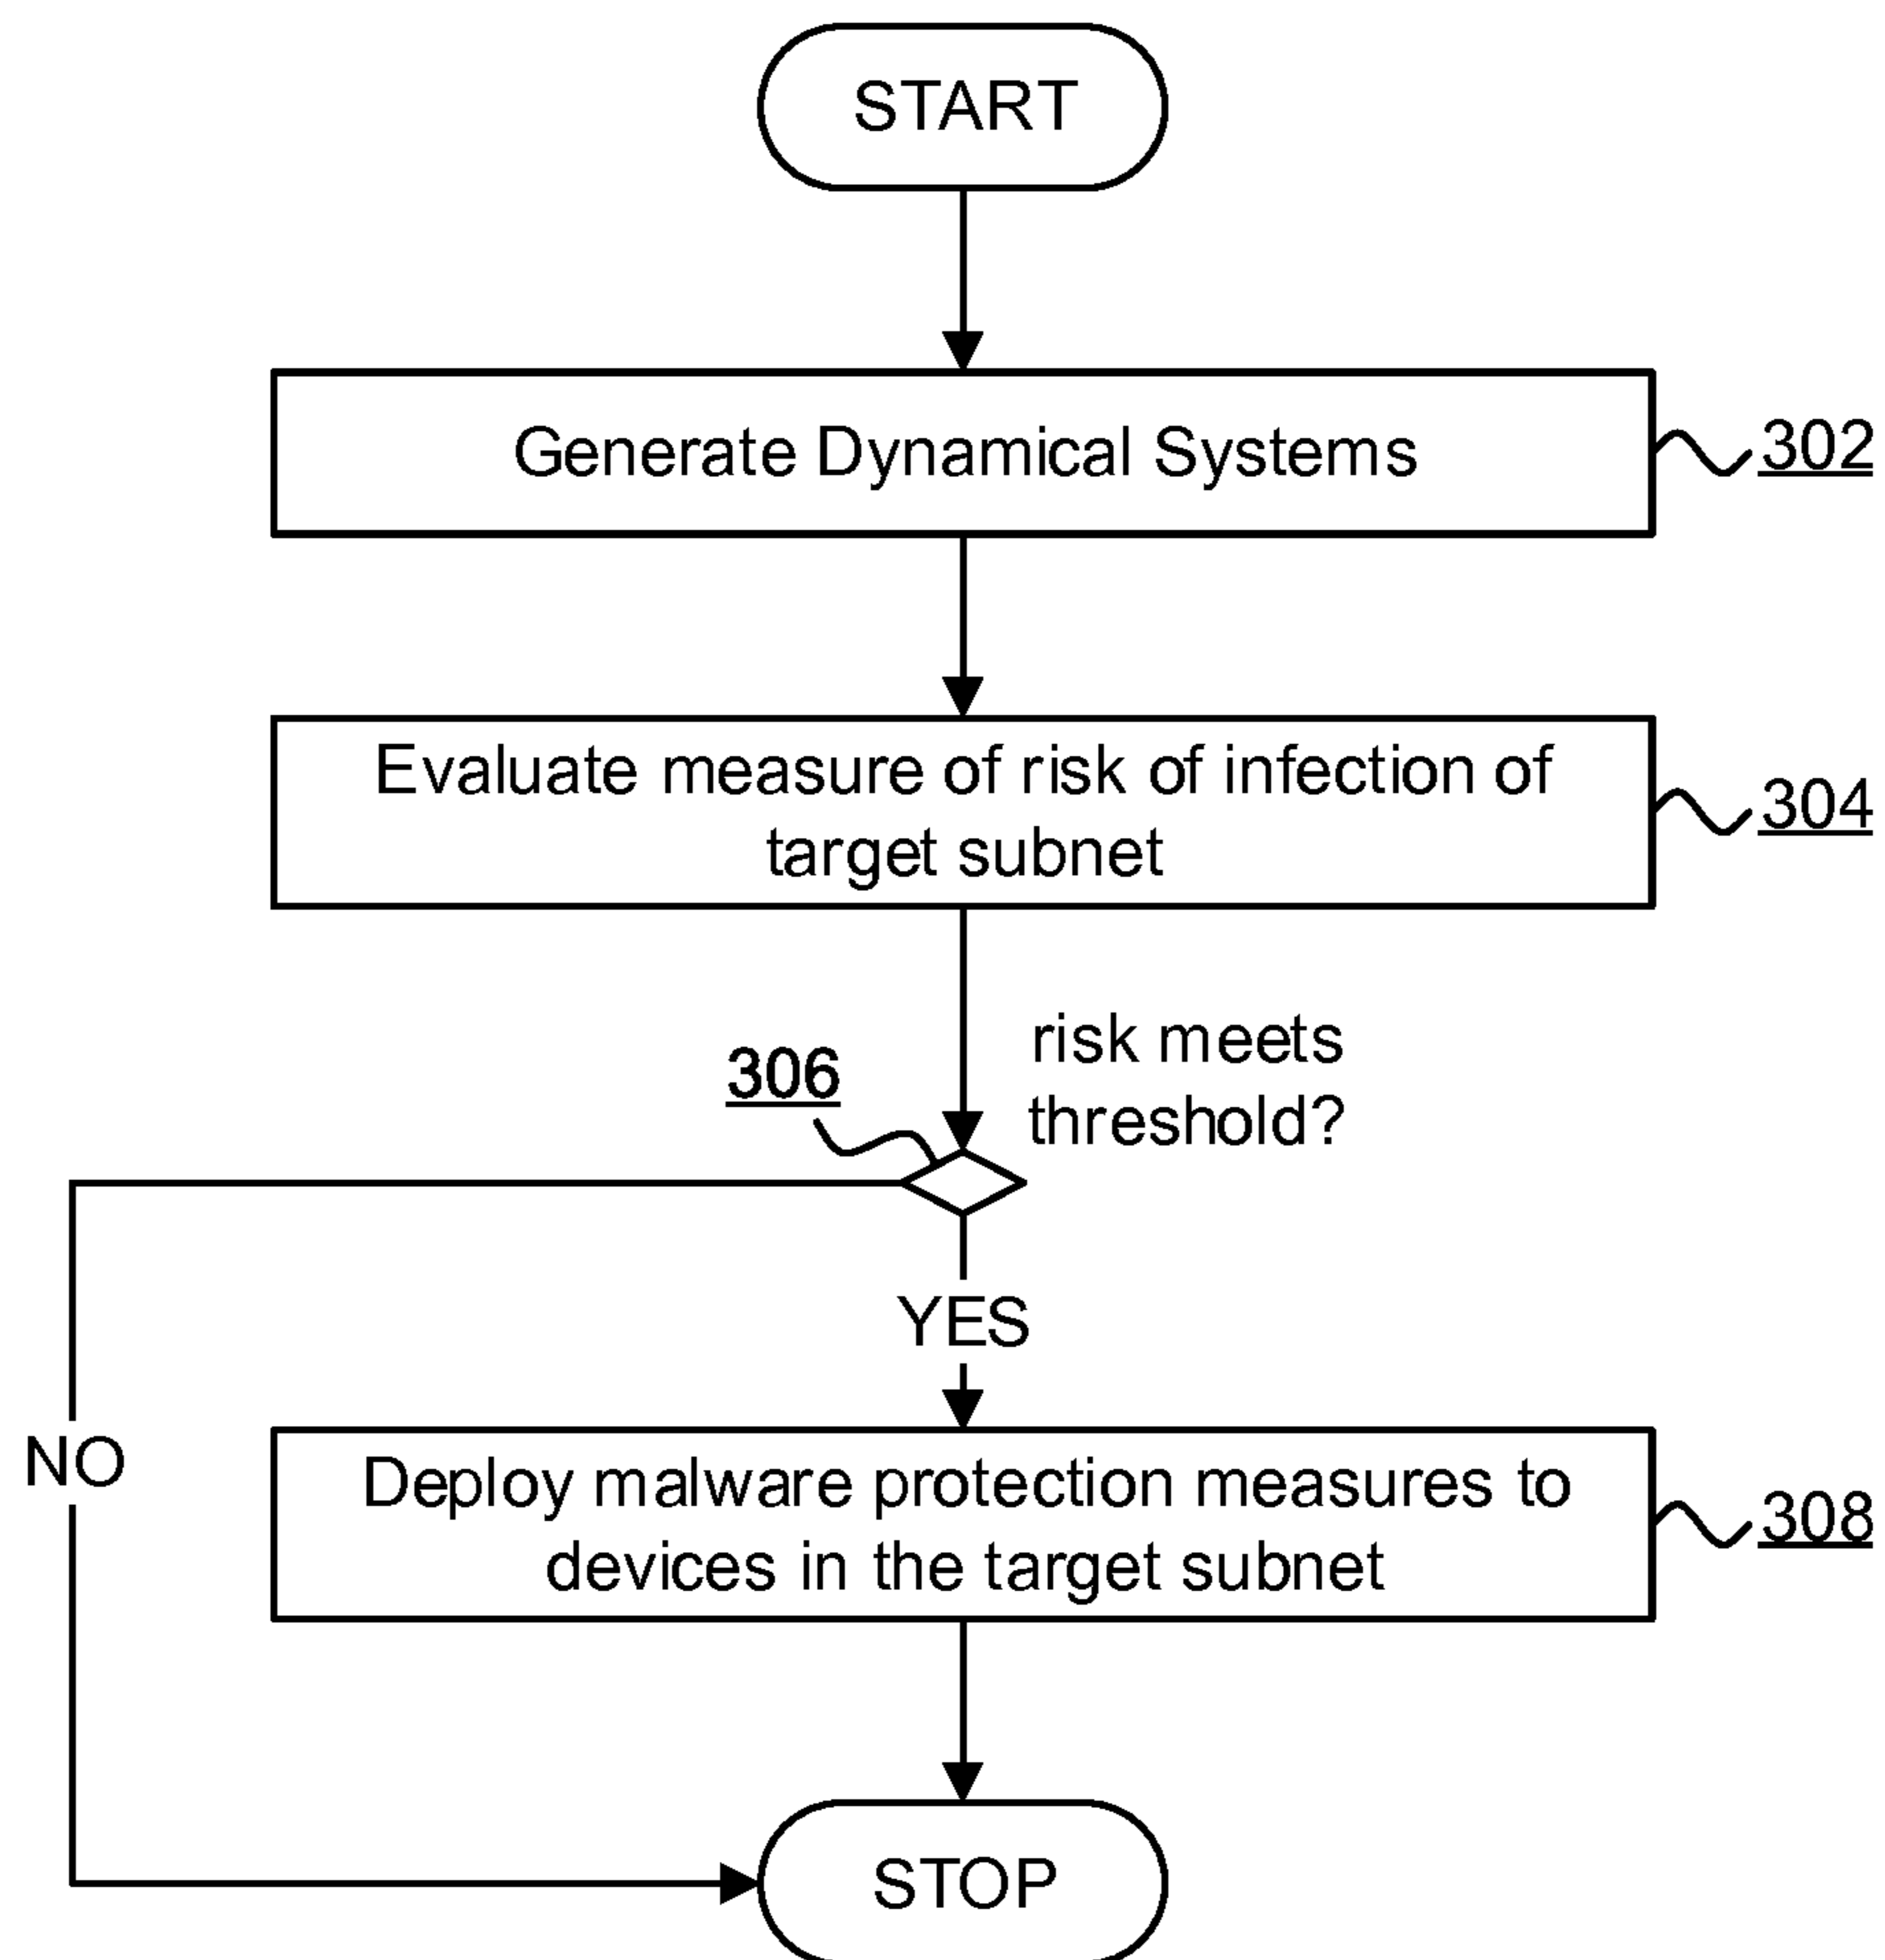 START
Generate Dynamical Systems
302
Evaluate measure of risk of infection of
target subnet
304
risk meets
threshold?
306
YES
NO
Deploy malware protection measures to
devices in the target subnet
308
STOP